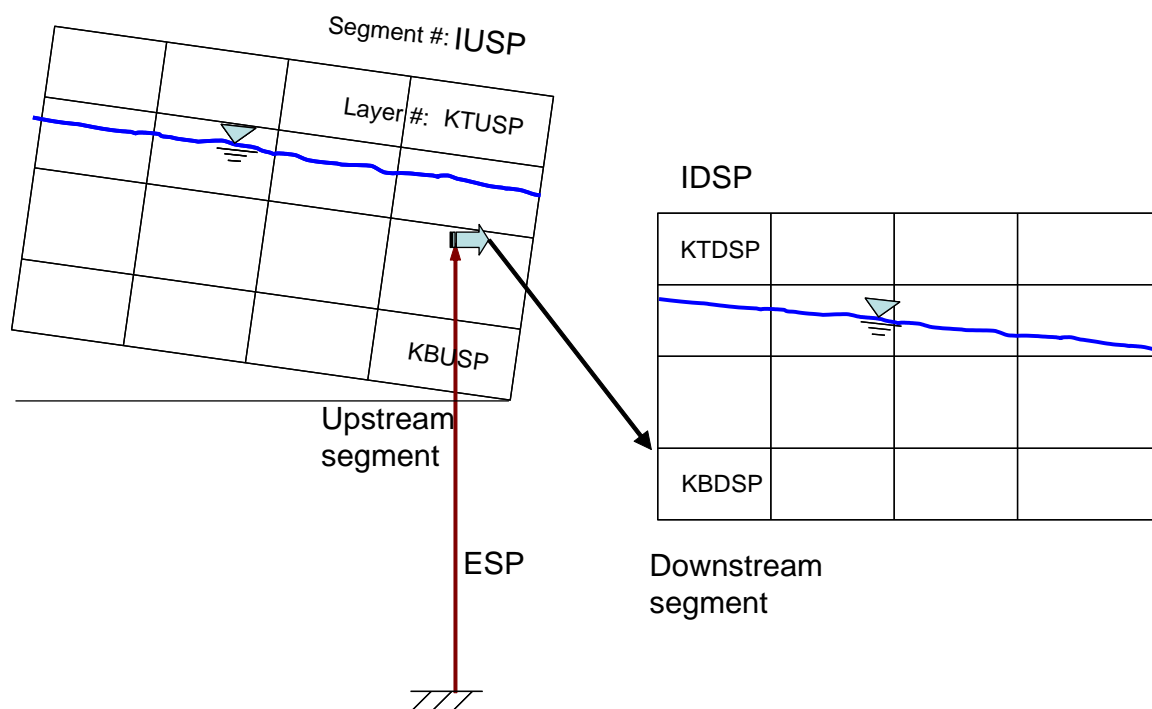 Segment #: IUSP
Layer #: KTUSP
IDSP
KTDSP
KBUSP
Upstream
segment
KBDSP
ESP
Downstream
segment